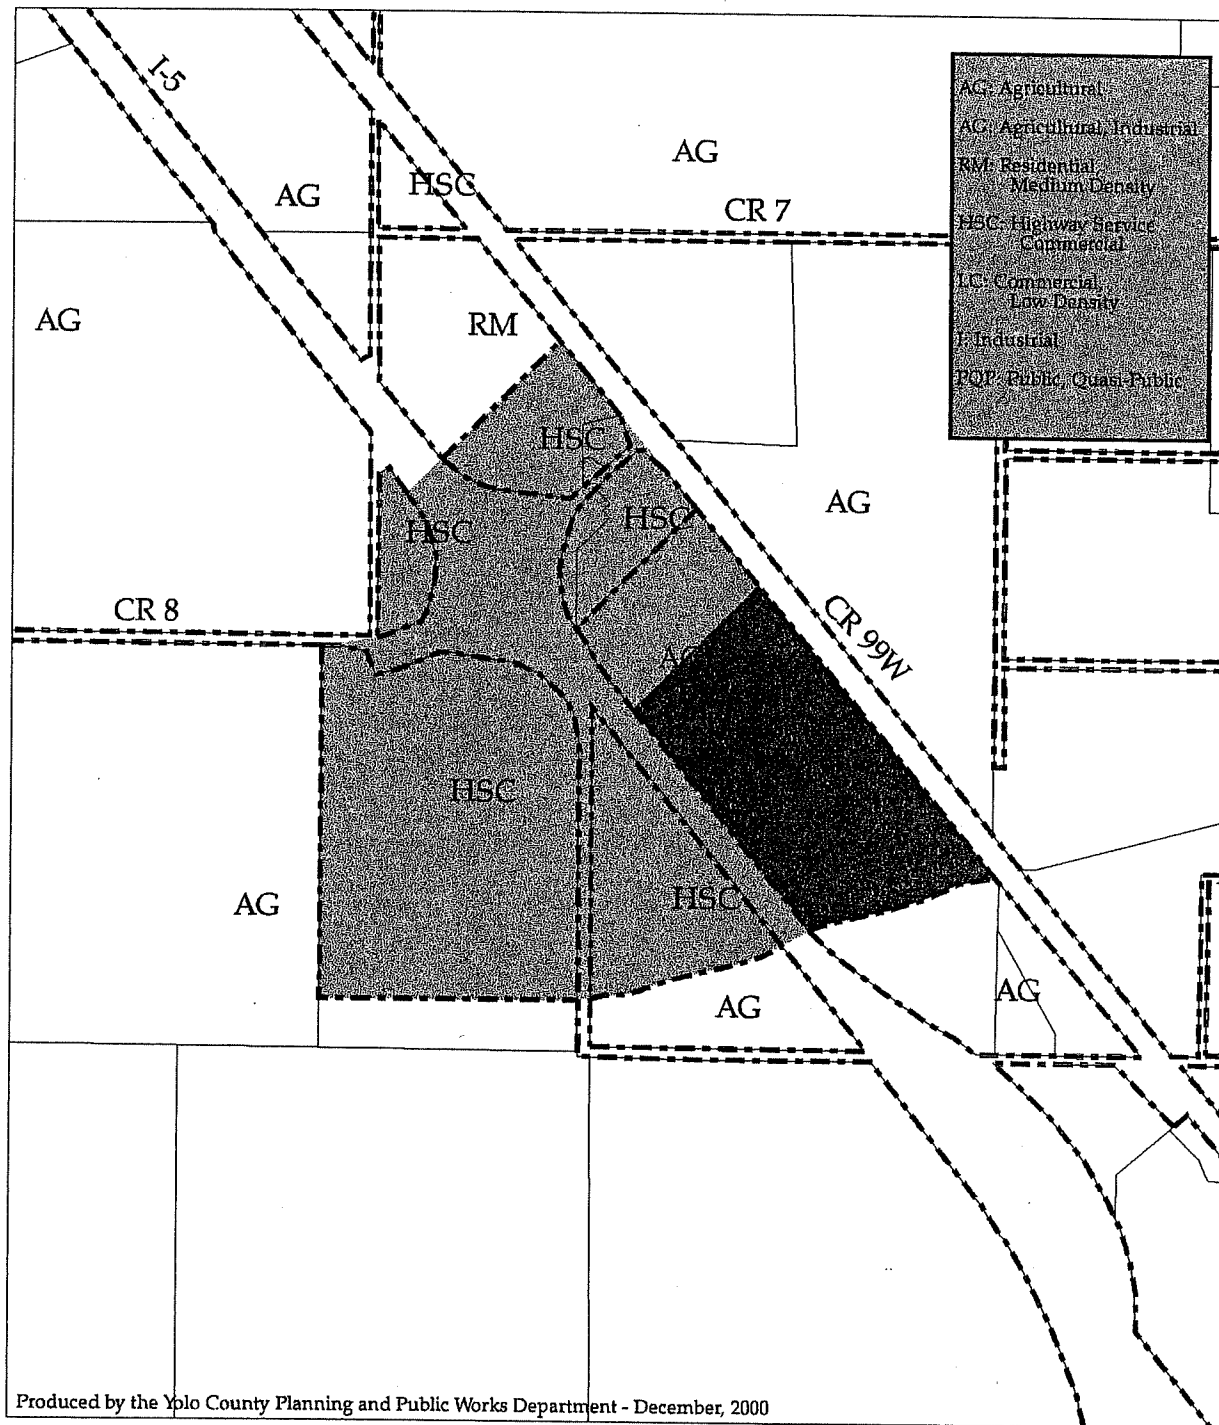 I-5
AG: Agricultural
AG: Agricultural, Industrial
RM: Residential,
Medium Density
HSC: Highway Service
Commercial
LC: Commercial,
Low Density
I: Industrial
PQP: Public, Quasi-Public
AG
HSC
AG
CR 7
AG
RM
HSC
AG
HSC
HSC
CR 8
CR 99W
AG
HSC
HSC
AG
AG
AG
Produced by the Yolo County Planning and Public Works Department - December, 2000